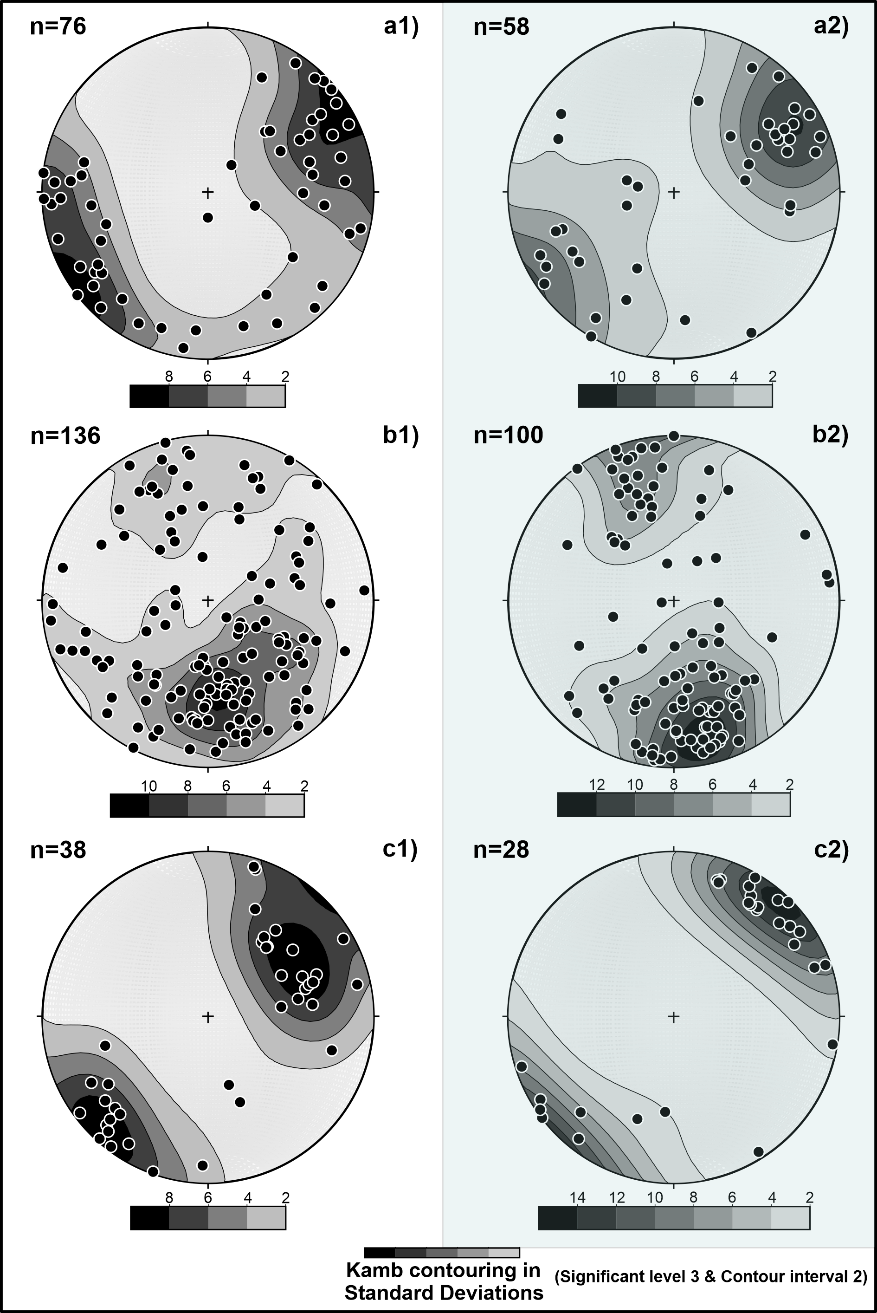 n=76 a1) n=58 a2)
8 6 4 2 10 8 6 4 2
n=136 b1) n=100 b2)
10 8 6 4 2 12 10 8 6 4 2
n=38 c1) n=28 c2)
8 6 4 2 14 12 10 8 6 4 2
Kamb contouring in
Standard Deviations (Significant level 3 & Contour interval 2)